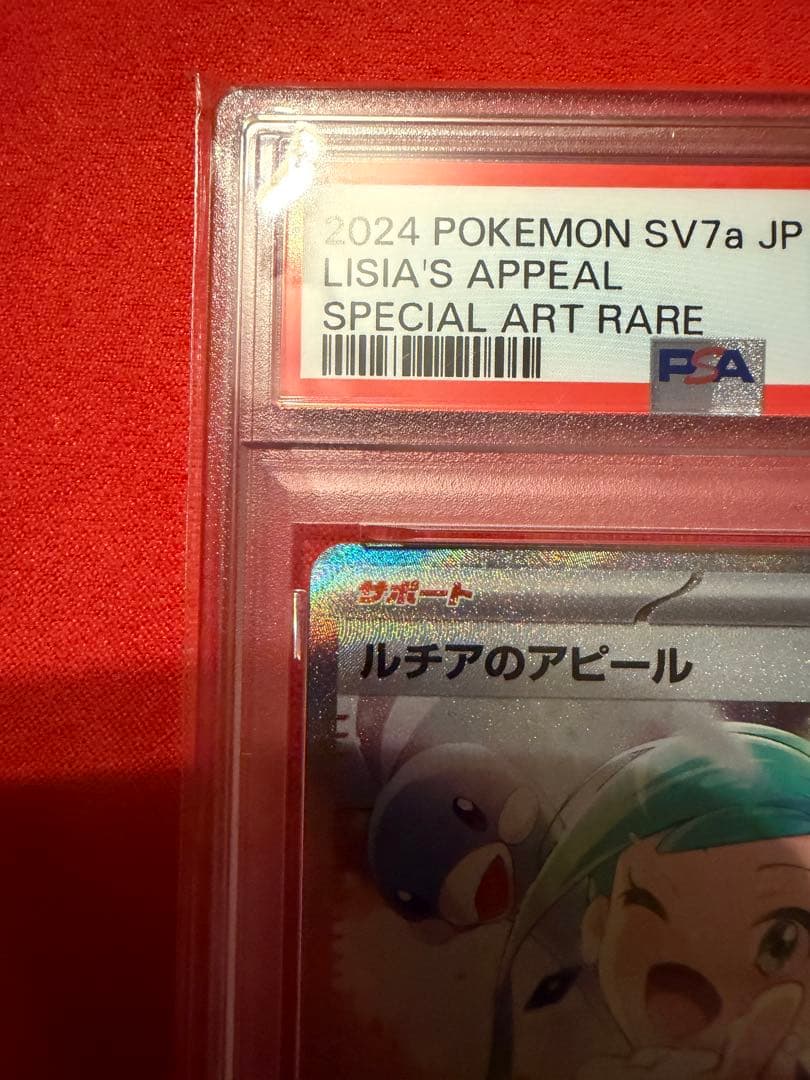 2024 POKEMON SV7a JP
LISIA'S APPEAL
SPECIAL ART RARE
PSA
サポート
ルチアのアピール